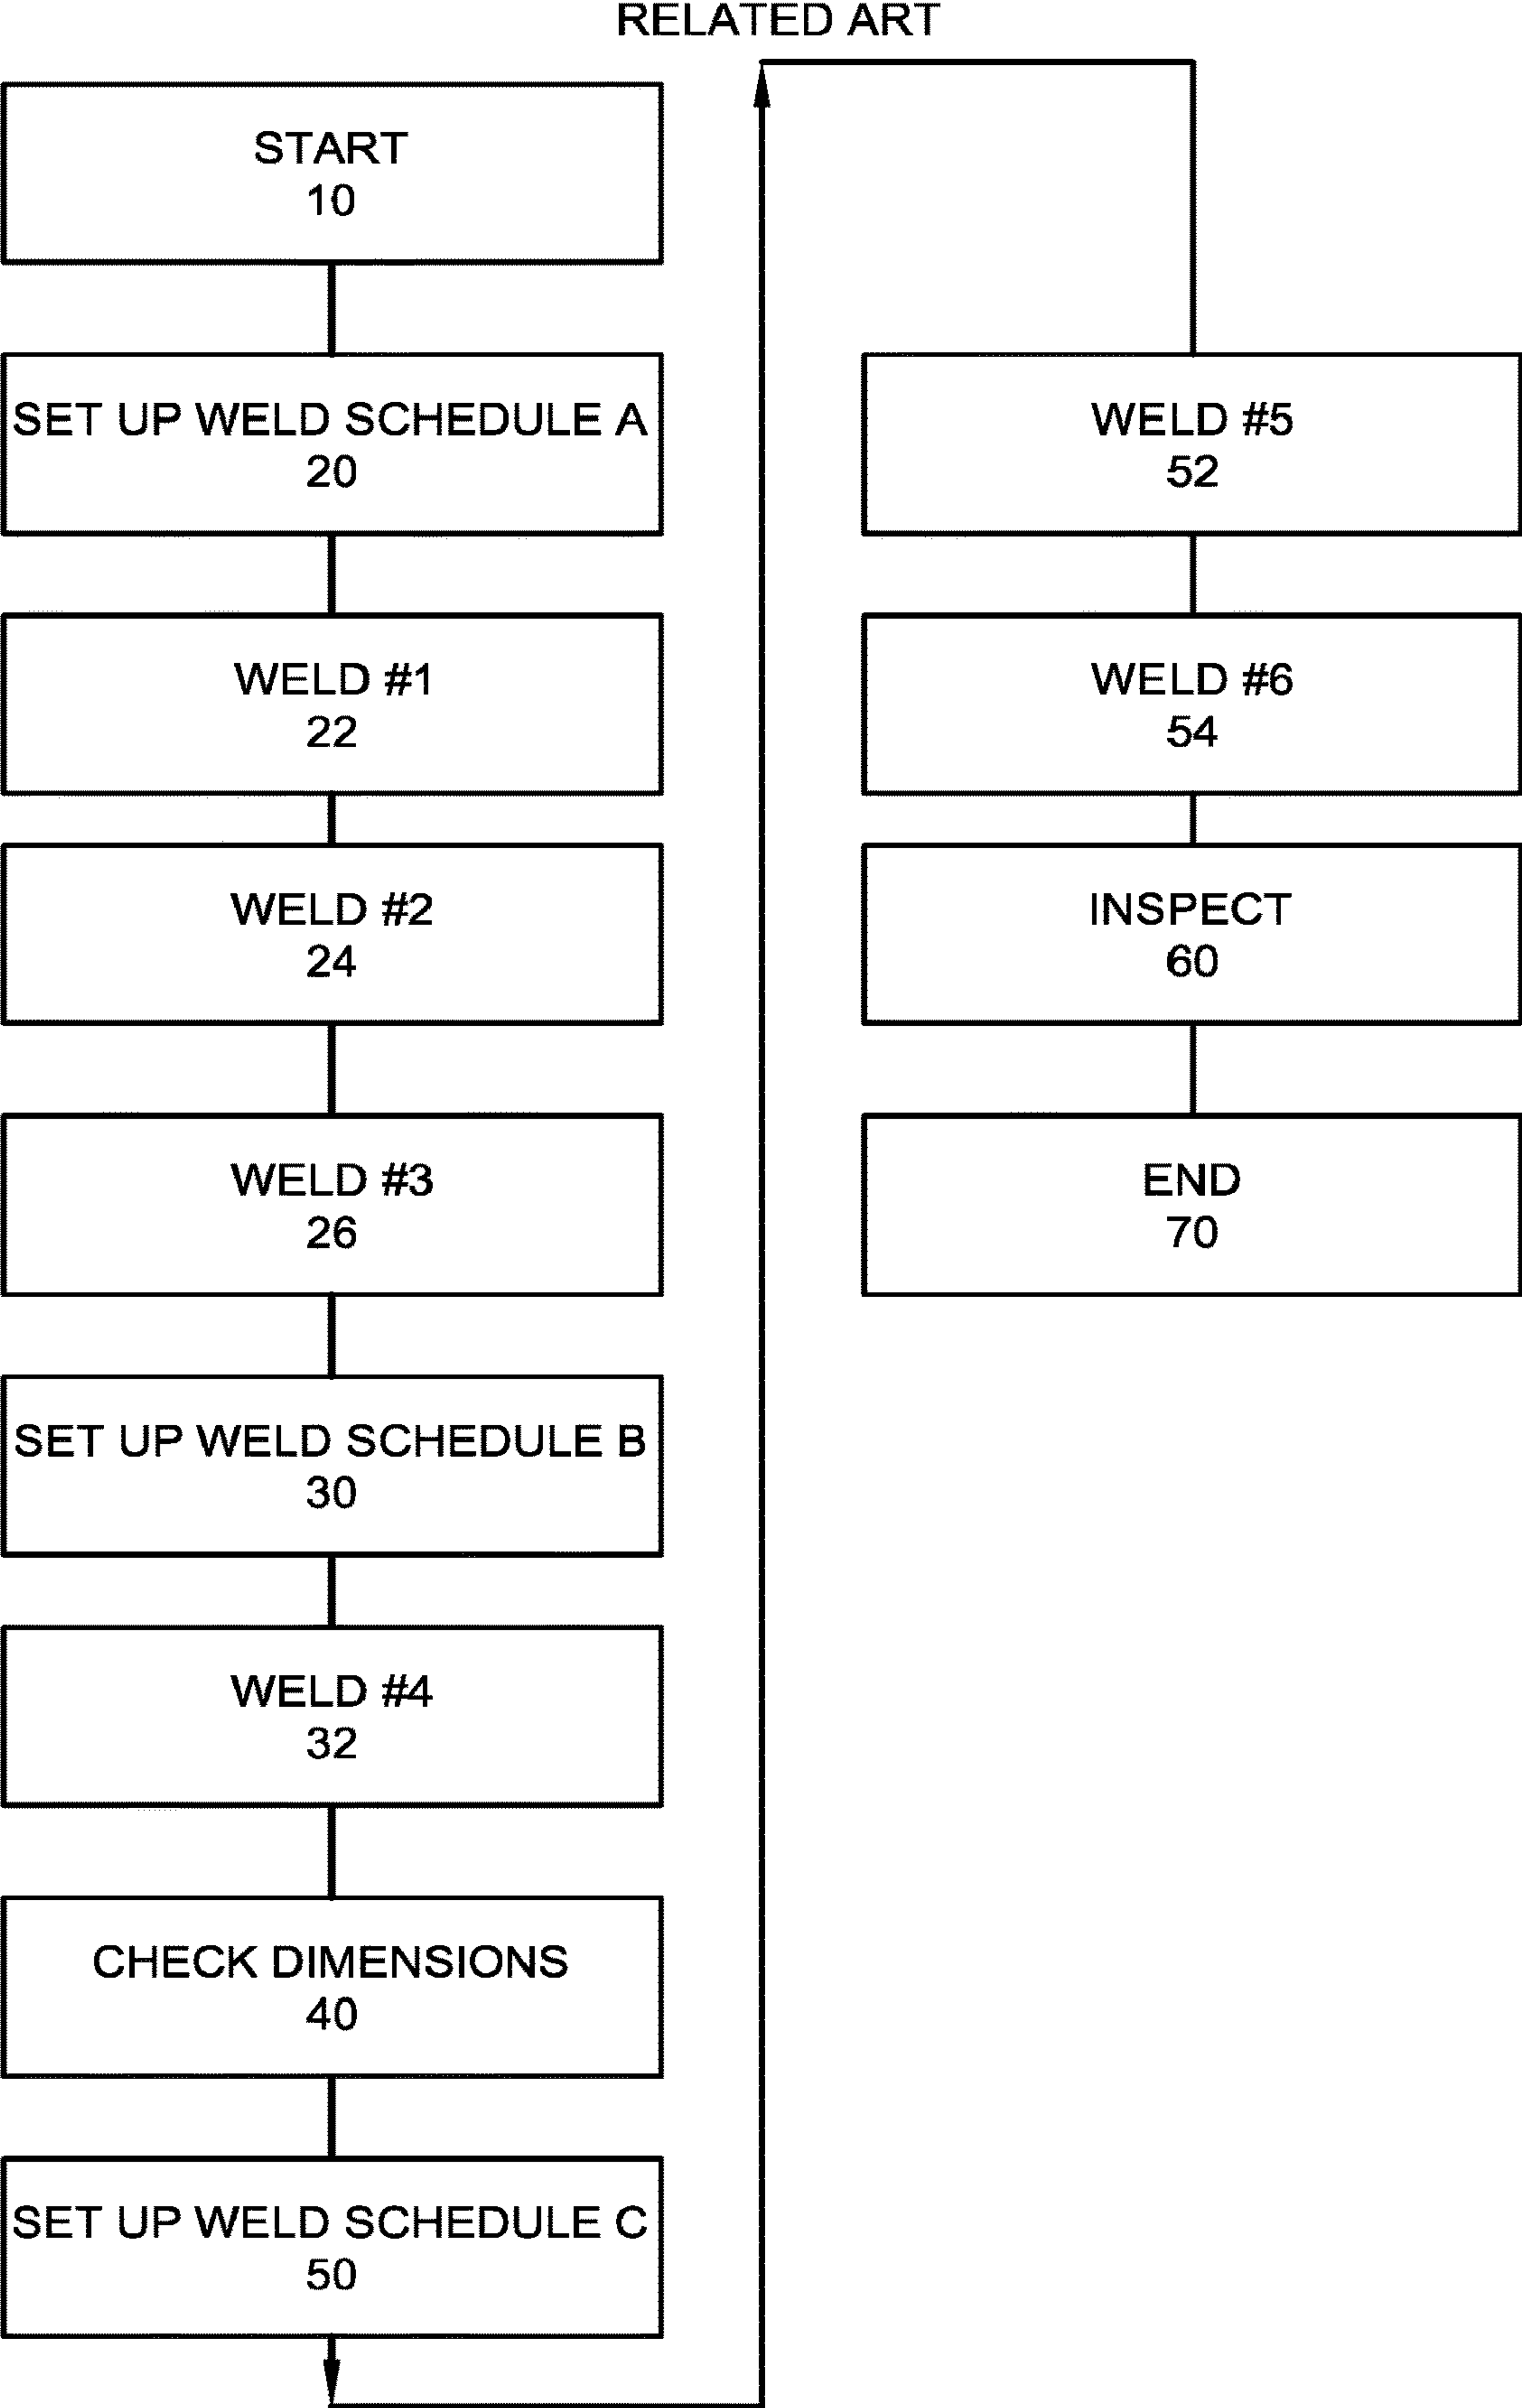 RELATED ART
START
10
SET UP WELD SCHEDULE A
20
WELD #1
22
WELD #2
24
WELD #3
26
SET UP WELD SCHEDULE B
30
WELD #4
32
CHECK DIMENSIONS
40
SET UP WELD SCHEDULE C
50
WELD #5
52
WELD #6
54
INSPECT
60
END
70